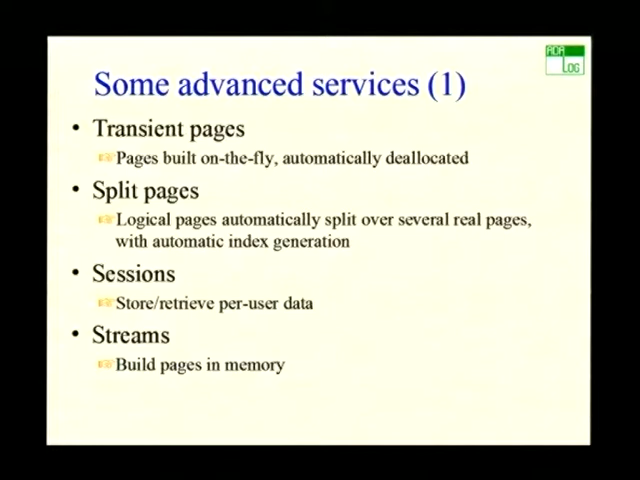 ADA
LOG
Some advanced services (1)
• Transient pages
☞Pages built on-the-fly, automatically deallocated
• Split pages
☞Logical pages automatically split over several real pages,
with automatic index generation
• Sessions
☞Store/retrieve per-user data
• Streams
☞Build pages in memory